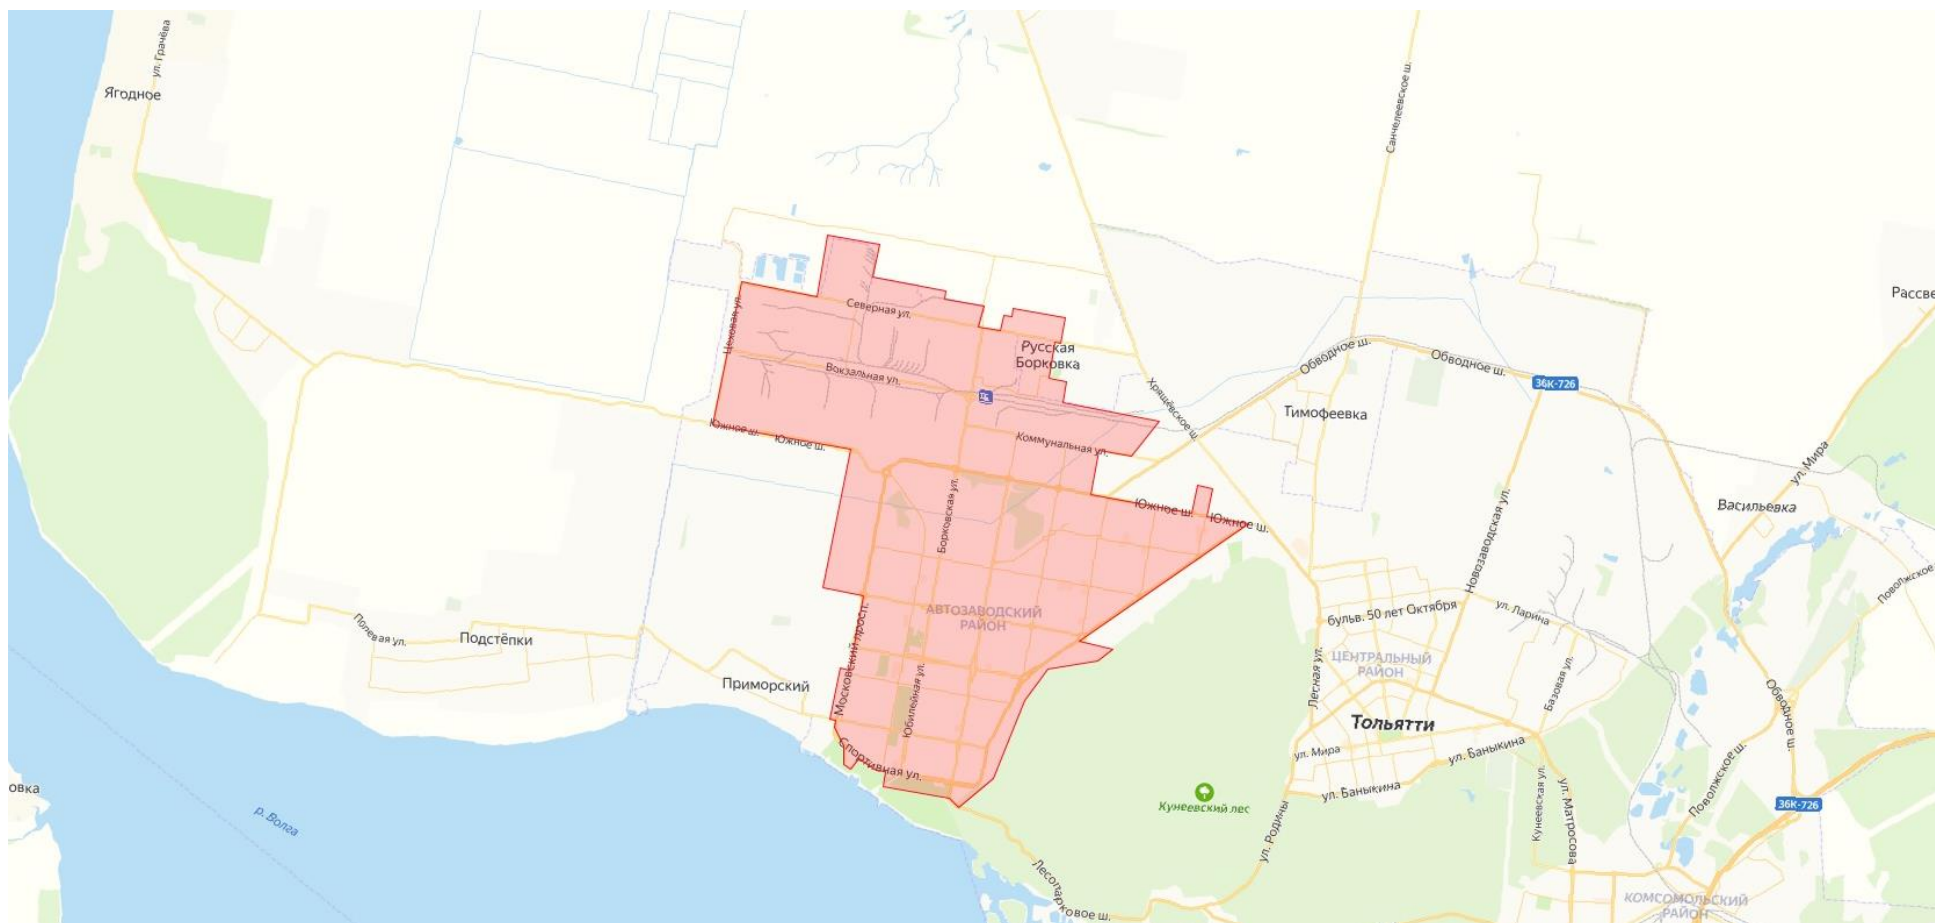 ул. Грачёва
Ягодное
Санчелеевское ш.
Рассве
Северная ул.
Цеховая ул.
Русская
Борковка
Обводное ш.
Обводное ш.
36К-726
Вокзальная ул.
Хрящёвское ш.
Тимофеевка
Южное ш.
Южное ш.
Коммунальная ул.
ул. Мира
Васильевка
Южное ш.
Южное ш.
Борковская ул.
Новозаводская ул.
Поволжское
АВТОЗАВОДСКИЙ
РАЙОН
бульв. 50 лет Октября
ул. Ларина
Полевая ул.
Подстёпки
Московский просп.
ЦЕНТРАЛЬНЫЙ
РАЙОН
Лесная ул.
Базовая ул.
Приморский
Юбилейная ул.
Обводное ш.
Тольятти
Спортивная ул.
ул. Мира
ул. Баныкина
ул. Баныкина
Поволжское ш.
овка
р. Волга
Кунеевский лес
Кунеевская ул.
ул. Матросова
36К-726
ул. Родины
Лесопарковое ш.
КОМСОМОЛЬСКИЙ
РАЙОН